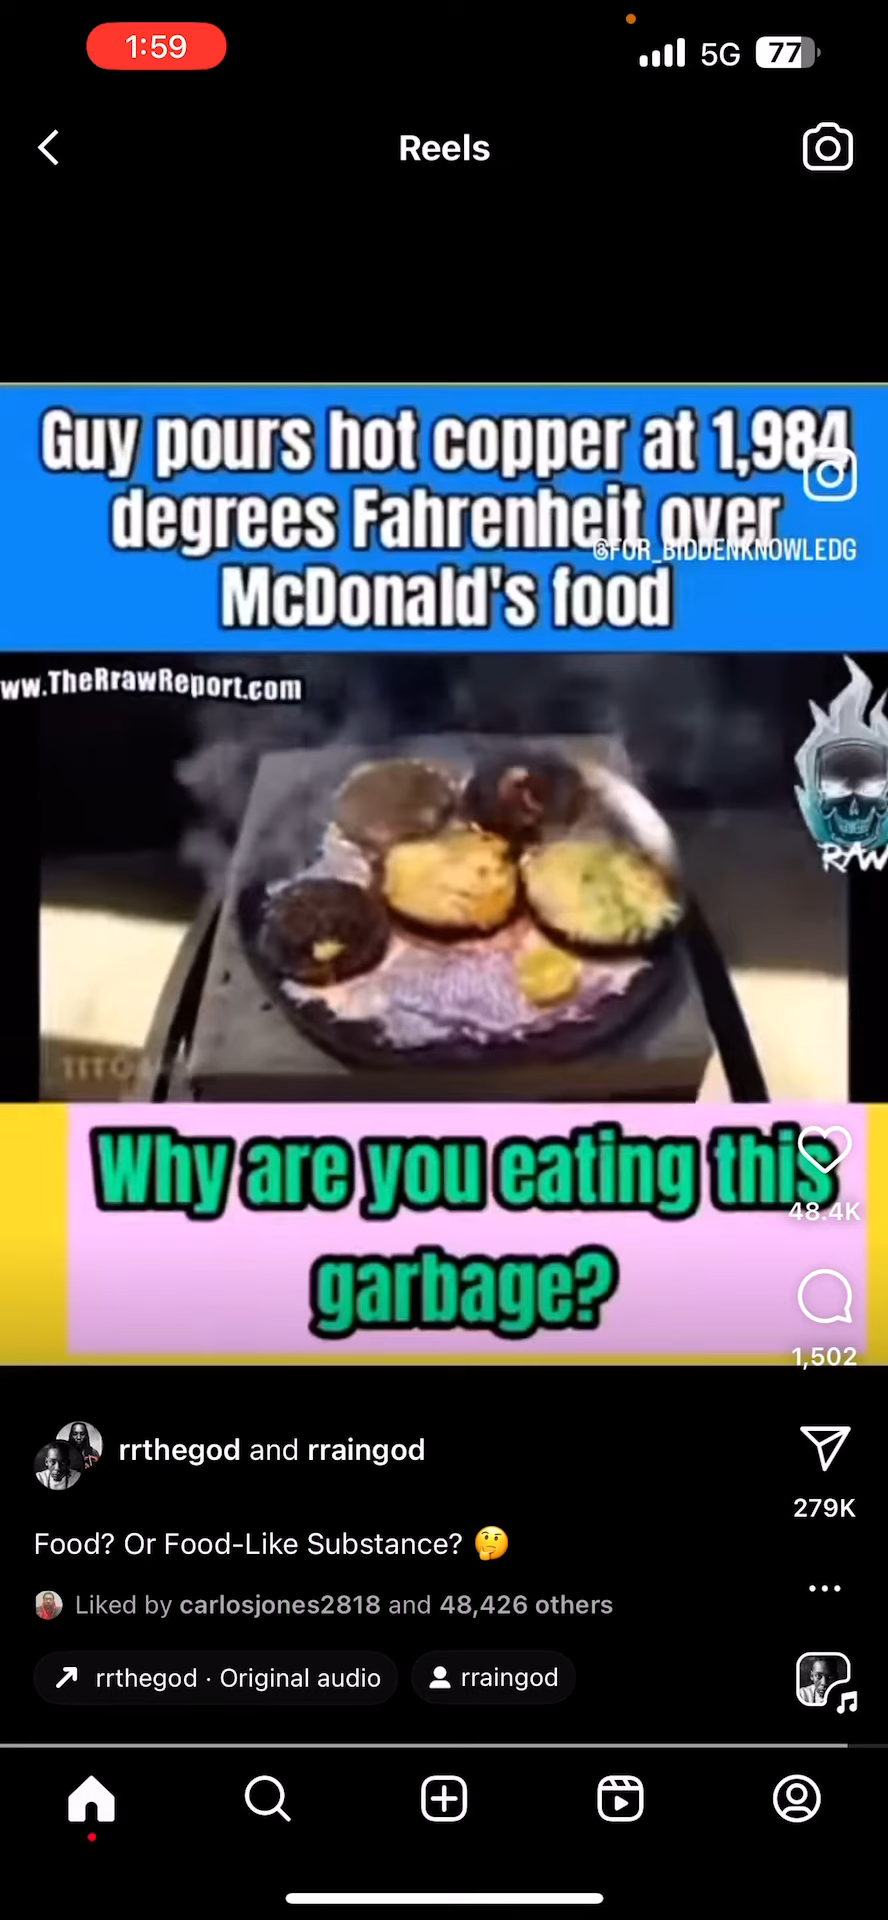 1:59
5G
77
Reels
Guy pours hot copper at 1,984
degrees Fahrenheit over
@FOR_BIDDENKNOWLEDG
McDonald's food
ww.TheRrawReport.com
RAW
TITO
Why are you eating this
garbage?
48.4K
1,502
rrthegod and rraingod
279K
Food? Or Food-Like Substance? 🤔
Liked by carlosjones2818 and 48,426 others
rrthegod · Original audio
rraingod